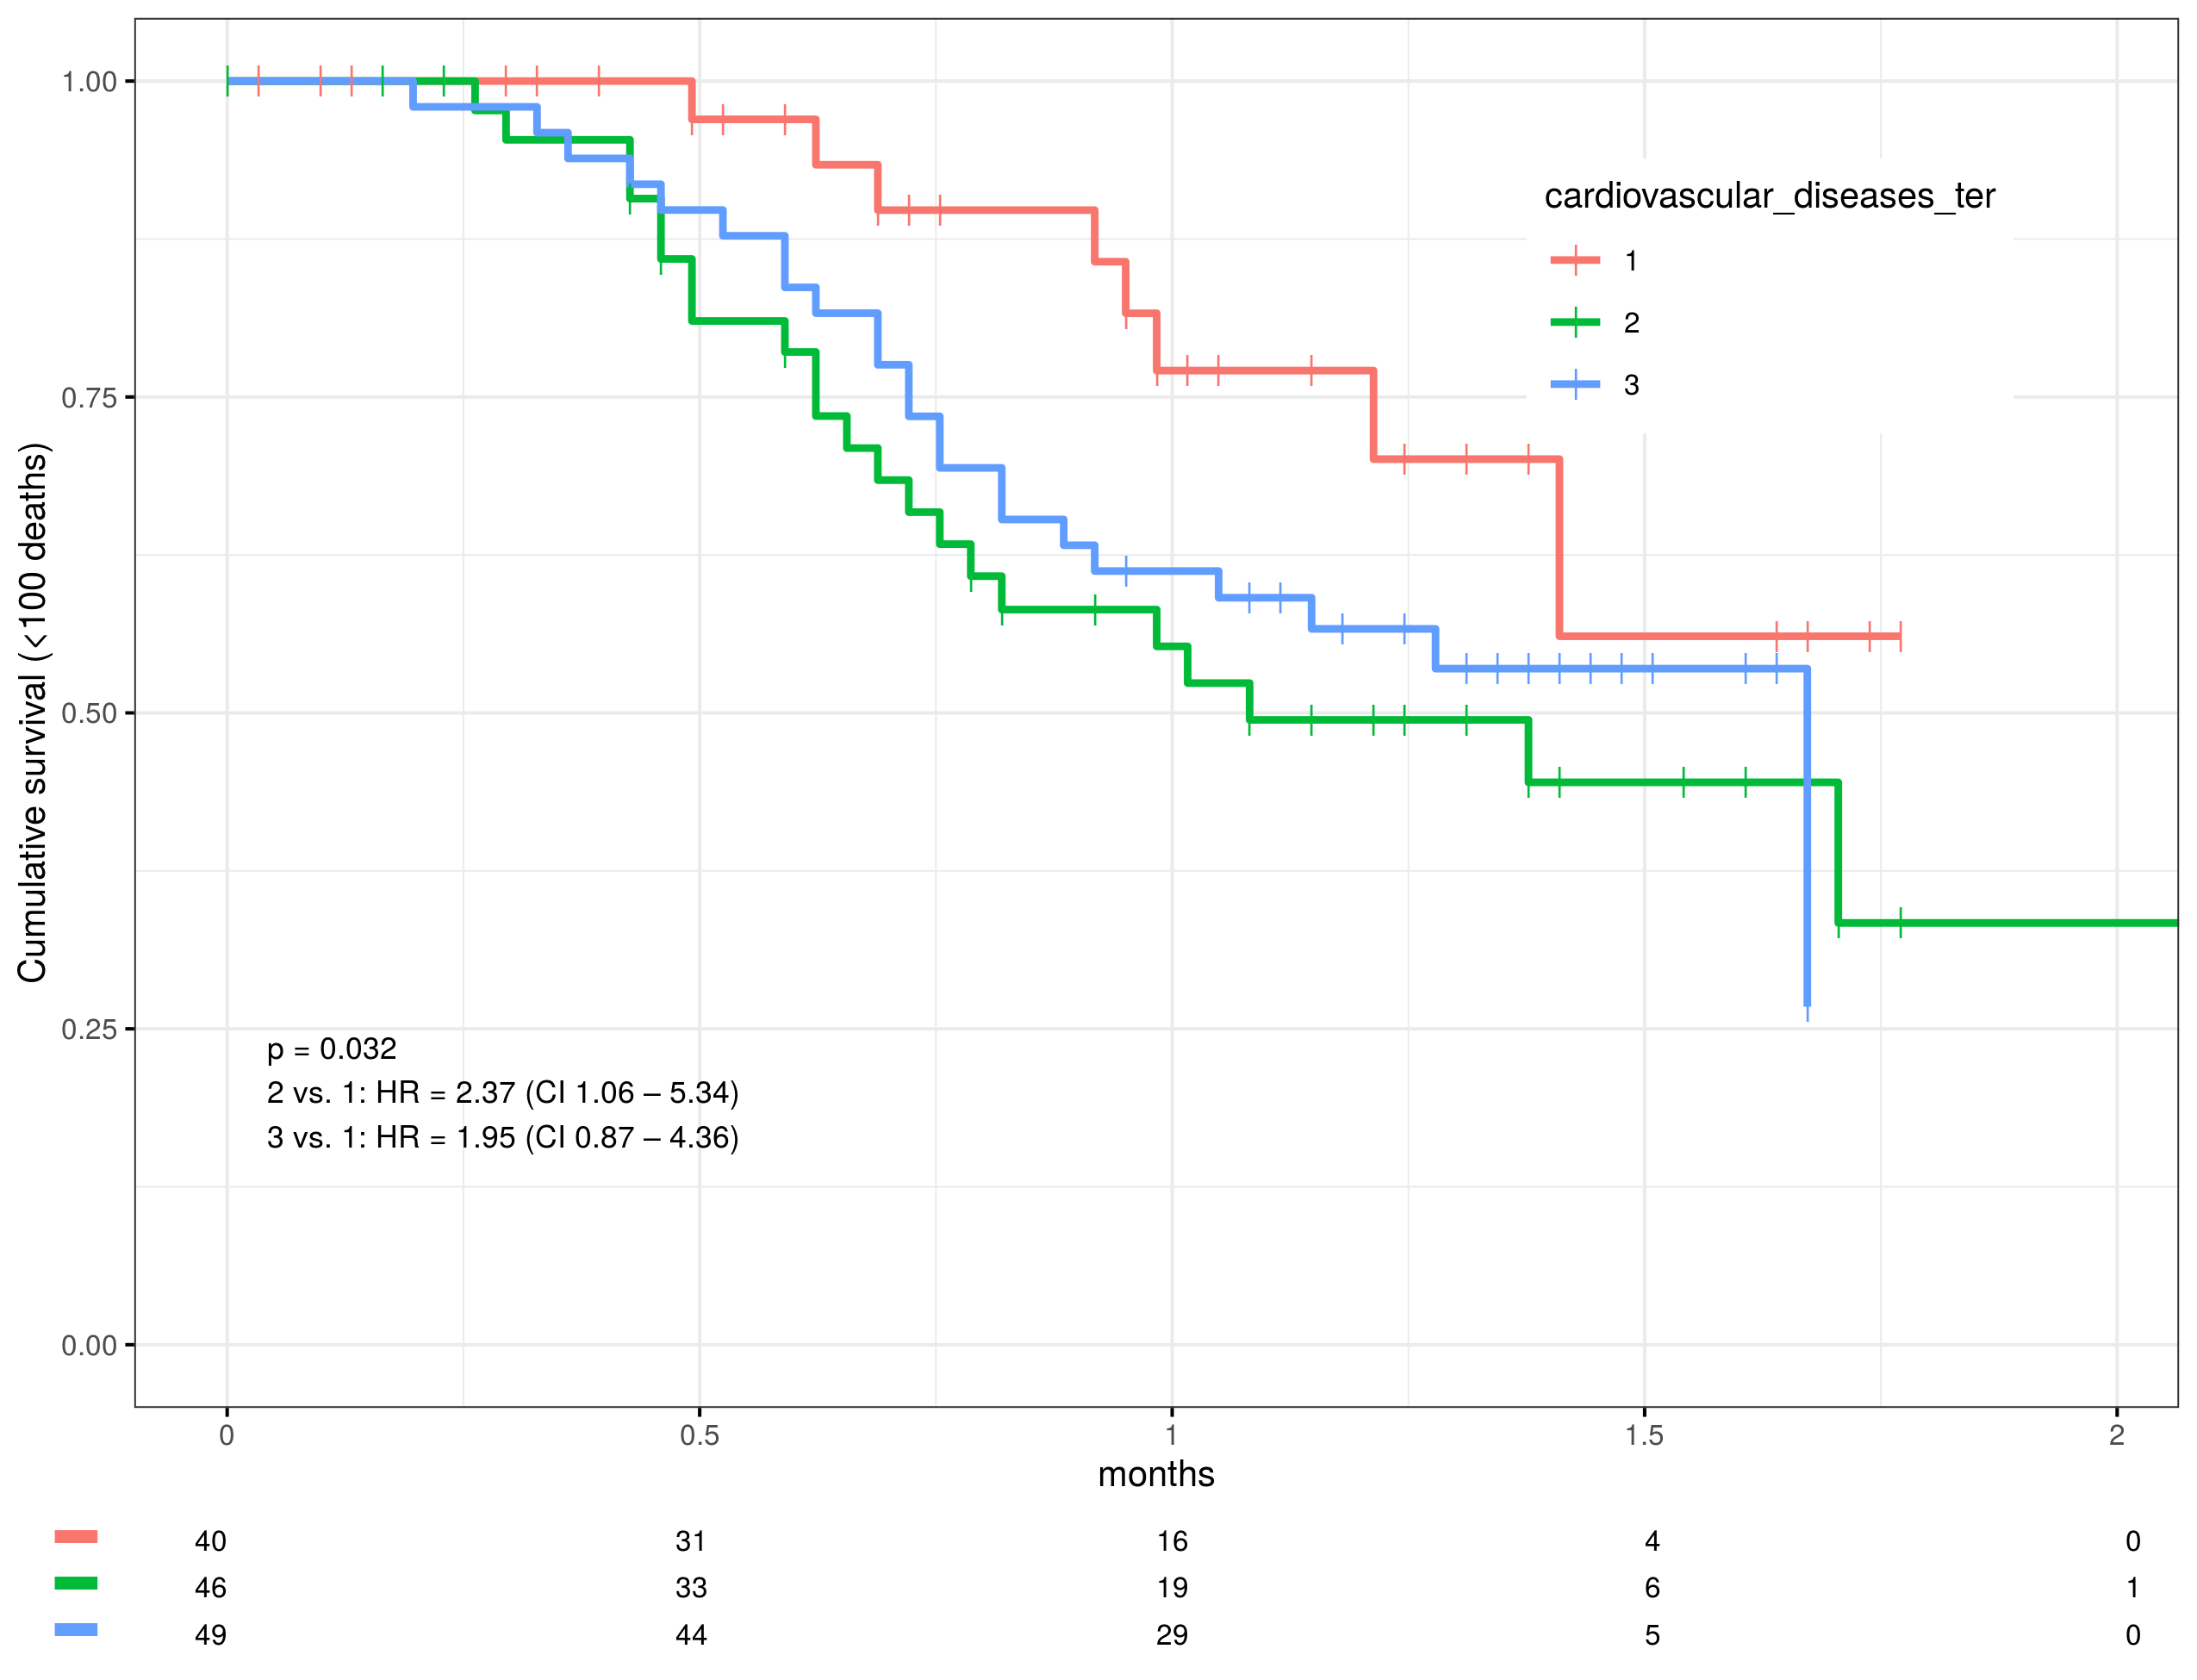 cardiovascular_diseases_ter
1
2
3
Cumulative survival (<100 deaths)
1.00
0.75
0.50
0.25
0.00
p = 0.032
2 vs. 1: HR = 2.37 (CI 1.06 – 5.34)
3 vs. 1: HR = 1.95 (CI 0.87 – 4.36)
0 0.5 1 1.5 2
months
40 31 16 4 0
46 33 19 6 1
49 44 29 5 0